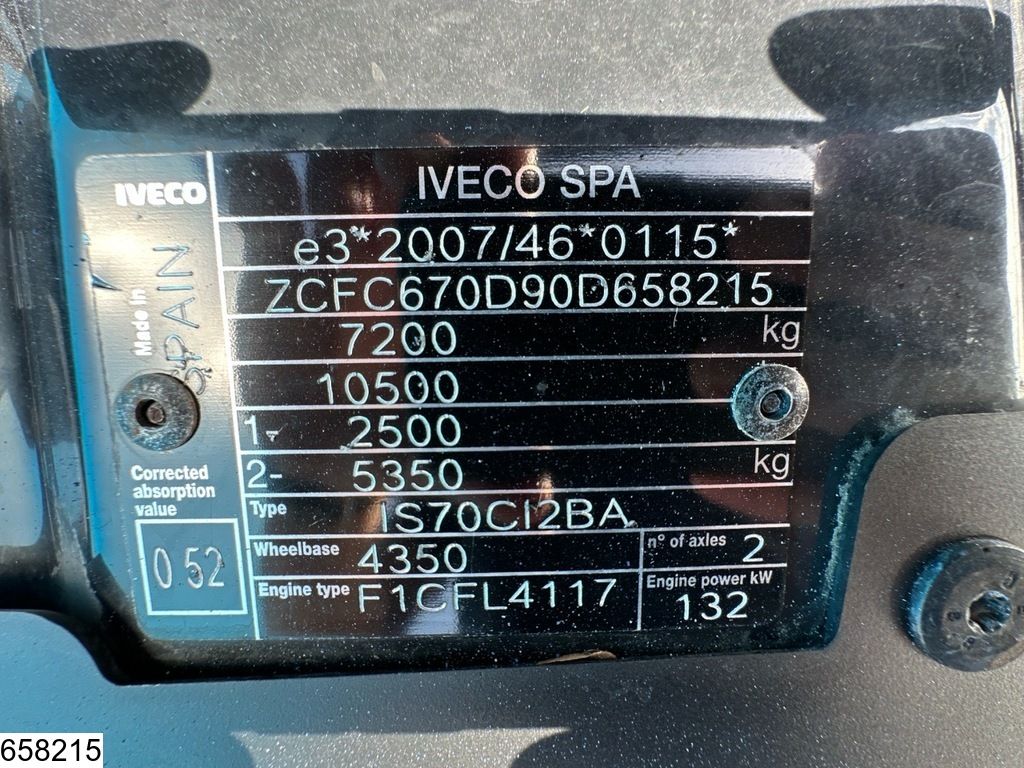 IVECO
Made in SPAIN
Corrected
absorption
value
0.52
IVECO SPA
e3*2007/46*0115*
ZCFC670D90D658215
7200 kg
10500
1- 2500
2- 5350 kg
Type IS70CI2BA
Wheelbase 4350 n° of axles 2
Engine type F1CFL4117 Engine power kW 132
658215